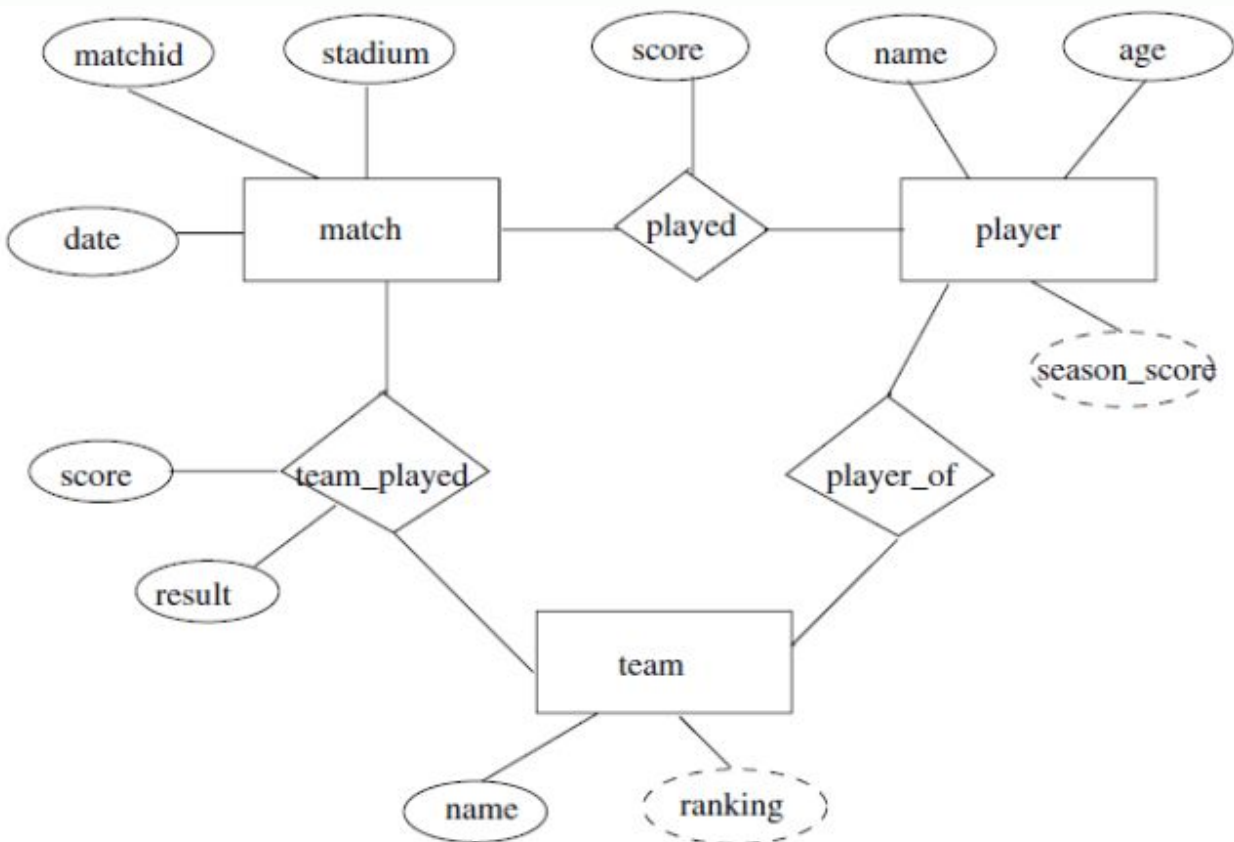 matchid
stadium
score
name
age
date
match
played
player
season_score
score
team_played
player_of
result
team
name
ranking